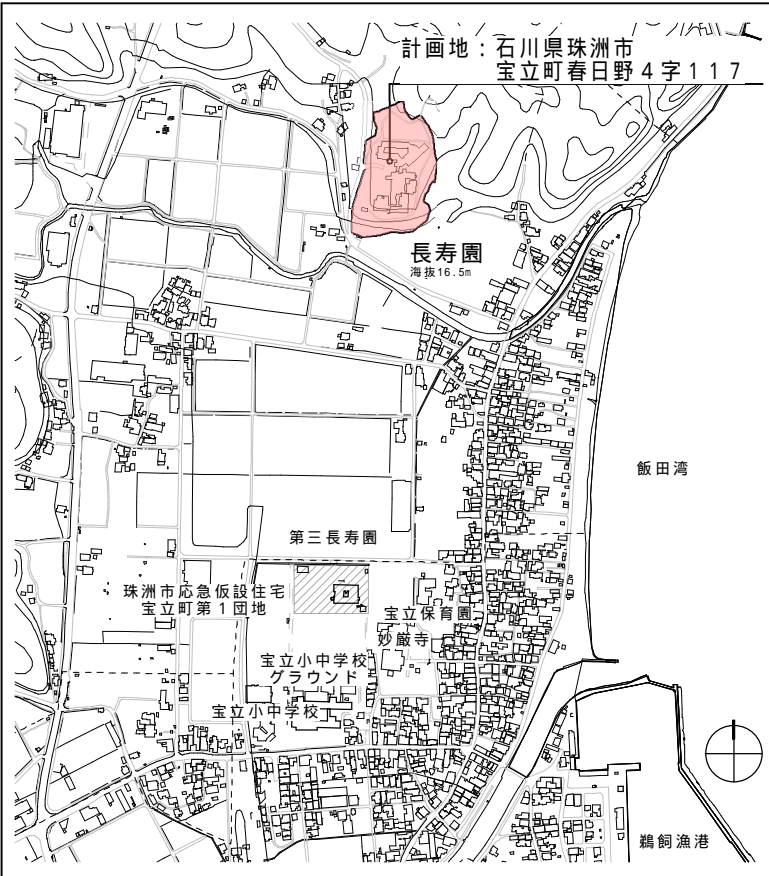 計画地：石川県珠洲市
宝立町春日野４字１１７
長寿園
海抜16.5m
飯田湾
第三長寿園
珠洲市応急仮設住宅
宝立町第１団地
宝立保育園
妙厳寺
宝立小中学校
グラウンド
宝立小中学校
鵜飼漁港